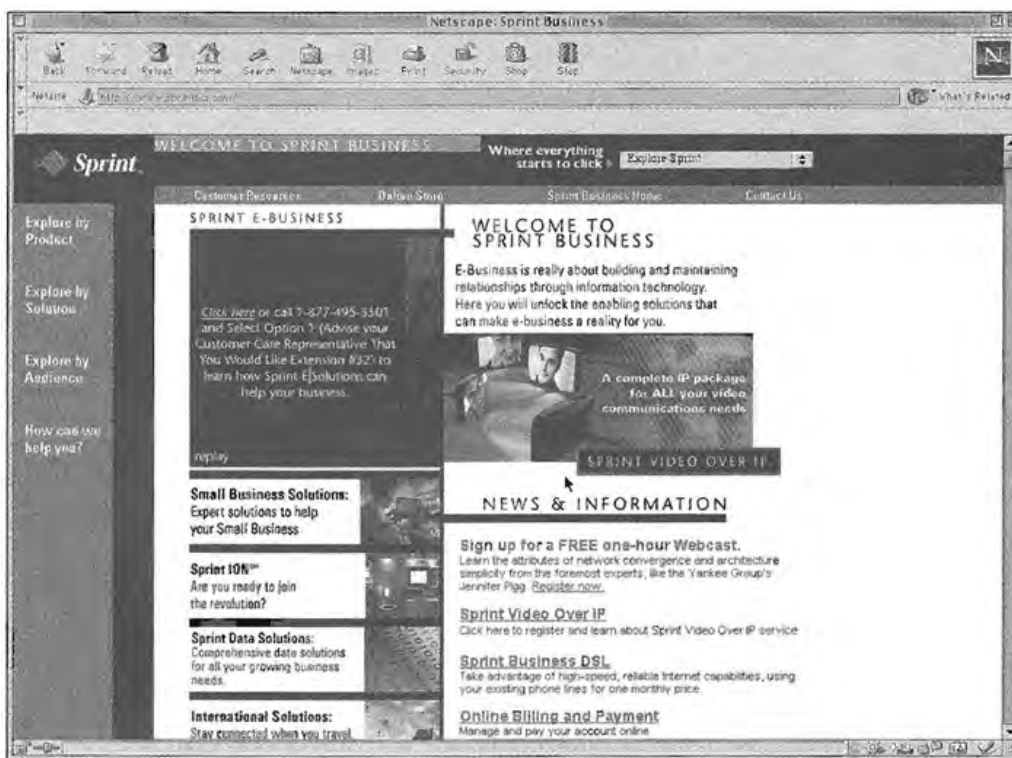 Netscape: Sprint Business
Back Forward Reload Home Search Netscape Images Print Security Shop Stop
Netsite: What's Related
Sprint
WELCOME TO SPRINT BUSINESS
Where everything
starts to click
Explore Sprint
Customer Resources Online Store Sprint Business Home Contact Us
Explore by
Product
Explore by
Solution
Explore by
Audience
How can we
help you?
SPRINT E-BUSINESS
Click here or call 1-877-495-3501
and Select Option 1 (Advise your
Customer Care Representative That
You Would Like Extension #32) to
learn how Sprint E|Solutions can
help your business.
replay
Small Business Solutions:
Expert solutions to help
your Small Business
Sprint ION℠
Are you ready to join
the revolution?
Sprint Data Solutions:
Comprehensive data solutions
for all your growing business
needs.
International Solutions:
Stay connected when you travel,
WELCOME TO
SPRINT BUSINESS
E-Business is really about building and maintaining
relationships through information technology.
Here you will unlock the enabling solutions that
can make e-business a reality for you.
A complete IP package
for ALL your video
communications needs
SPRINT VIDEO OVER IP
NEWS & INFORMATION
Sign up for a FREE one-hour Webcast.
Learn the attributes of network convergence and architecture
simplicity from the foremost experts, like the Yankee Group's
Jennifer Pigg. Register now.
Sprint Video Over IP
Click here to register and learn about Sprint Video Over IP service
Sprint Business DSL
Take advantage of high-speed, reliable Internet capabilities, using
your existing phone lines for one monthly price.
Online Billing and Payment
Manage and pay your account online